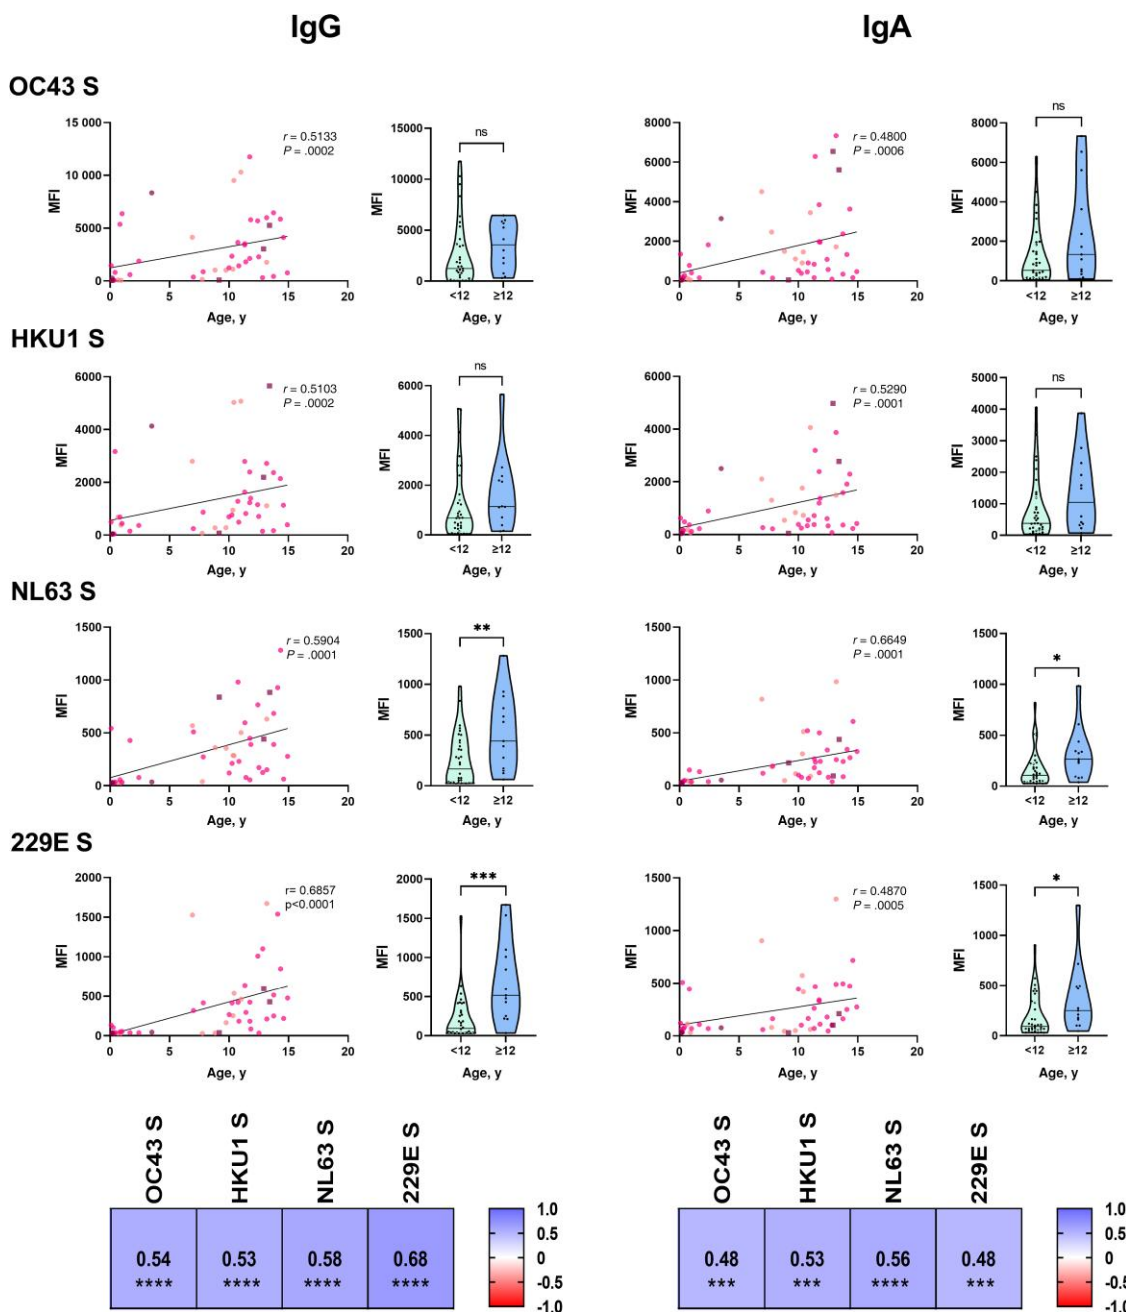 IgG
IgA
OC43 S
15 000
10 000
5000
0
MFI
0 5 10 15 20
Age, y
r = 0.5133
P = .0002
15000
10000
5000
0
MFI
ns
<12 ≥12
Age, y
8000
6000
4000
2000
0
MFI
0 5 10 15 20
Age, y
r = 0.4800
P = .0006
8000
6000
4000
2000
0
MFI
ns
<12 ≥12
Age, y
HKU1 S
6000
4000
2000
0
MFI
0 5 10 15 20
Age, y
r = 0.5103
P = .0002
6000
4000
2000
0
MFI
ns
<12 ≥12
Age, y
6000
4000
2000
0
MFI
0 5 10 15 20
Age, y
r = 0.5290
P = .0001
5000
4000
3000
2000
1000
0
MFI
ns
<12 ≥12
Age, y
NL63 S
1500
1000
500
0
MFI
0 5 10 15 20
Age, y
r = 0.5904
P = .0001
1500
1000
500
0
MFI
**
<12 ≥12
Age, y
1500
1000
500
0
MFI
0 5 10 15 20
Age, y
r = 0.6649
P = .0001
1500
1000
500
0
MFI
*
<12 ≥12
Age, y
229E S
2000
1500
1000
500
0
MFI
0 5 10 15 20
Age, y
r= 0.6857
p<0.0001
2000
1500
1000
500
0
MFI
***
<12 ≥12
Age, y
1500
1000
500
0
MFI
0 5 10 15 20
Age, y
r = 0.4870
P = .0005
1500
1000
500
0
MFI
*
<12 ≥12
Age, y
OC43 S
HKU1 S
NL63 S
229E S
0.54 0.53 0.58 0.68
**** **** **** ****
1.0
0.5
0
-0.5
-1.0
OC43 S
HKU1 S
NL63 S
229E S
0.48 0.53 0.56 0.48
*** *** **** ***
1.0
0.5
0
-0.5
-1.0